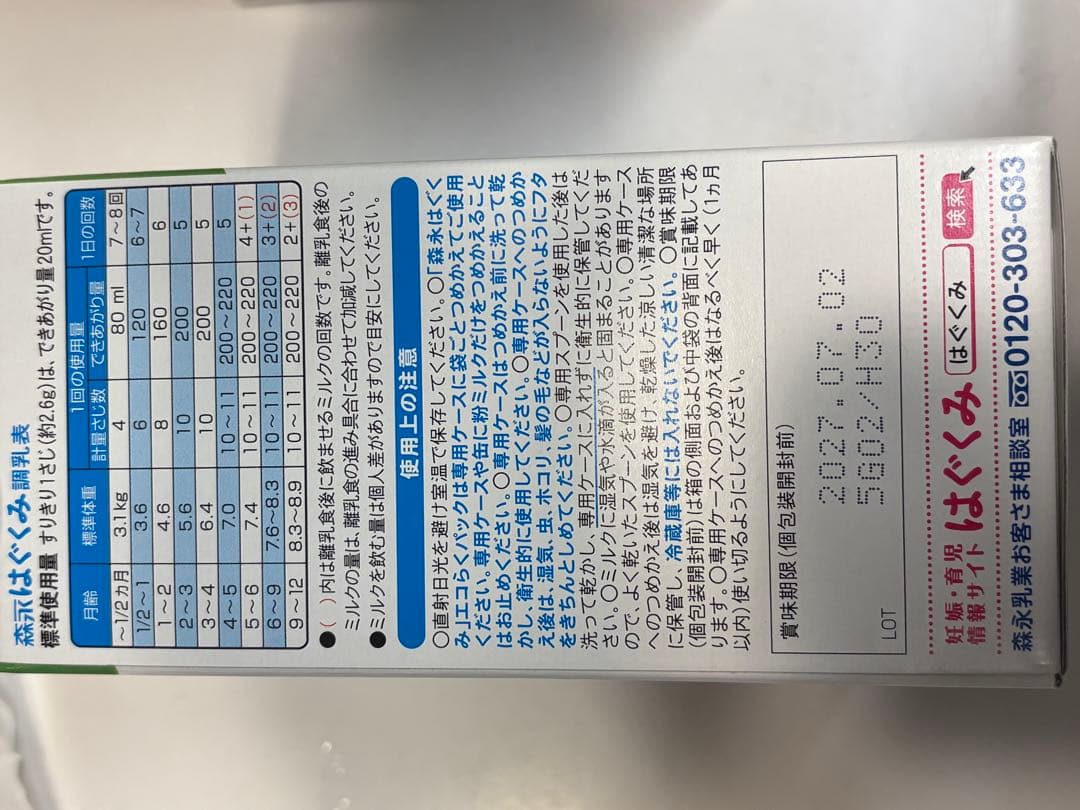 森永はぐくみ 調乳表
標準使用量 すりきり1さじ(約2.6g)は、できあがり量20mlです。
月齢 標準体重 1回の使用量 1日の回数
計量さじ数 できあがり量
~1/2カ月 3.1kg 4 80 ml 7~8回
1/2~1 3.6 6 120 6~7
1~2 4.6 8 160 6
2~3 5.6 10 200 5
3~4 6.4 10 200 5
4~5 7.0 10~11 200~220 5
5~6 7.4 10~11 200~220 4+(1)
6~9 7.6~8.3 10~11 200~220 3+(2)
9~12 8.3~8.9 10~11 200~220 2+(3)
●( )内は離乳食後に飲ませるミルクの回数です。離乳食後の
ミルクの量は、離乳食の進み具合に合わせて加減してください。
●ミルクを飲む量は個人差がありますので目安にしてください。
使用上の注意
○直射日光を避け室温で保存してください。○「森永はぐく
み」エコらくパックは専用ケースに袋ごとつめかえてご使用
ください。専用ケースや缶に粉ミルクだけをつめかえること
はお止めください。○専用ケースはつめかえ前に洗って乾
かし、衛生的に使用してください。○専用ケースへのつめか
え後は、湿気、虫、ホコリ、髪の毛などが入らないようにフタ
をきちんとしめてください。○専用スプーンを使用した後は
洗って乾かし、専用ケースに入れずに衛生的に保管してくだ
さい。○ミルクに湿気や水滴が入ると固まることがあります
ので、よく乾いたスプーンを使用してください。○専用ケース
へのつめかえ後は湿気を避け、乾燥した涼しい清潔な場所
に保管し、冷蔵庫等には入れないでください。○賞味期限
(個包装開封前)は箱の側面および中袋の背面に記載してあ
ります。○専用ケースへのつめかえ後はなるべく早く(1ヵ月
以内)使い切るようにしてください。
賞味期限(個包装開封前)
2027.07.02
5G02/H30
LOT
妊娠・育児
情報サイト はぐくみ はぐくみ 検索
森永乳業お客さま相談室 0120-303-633